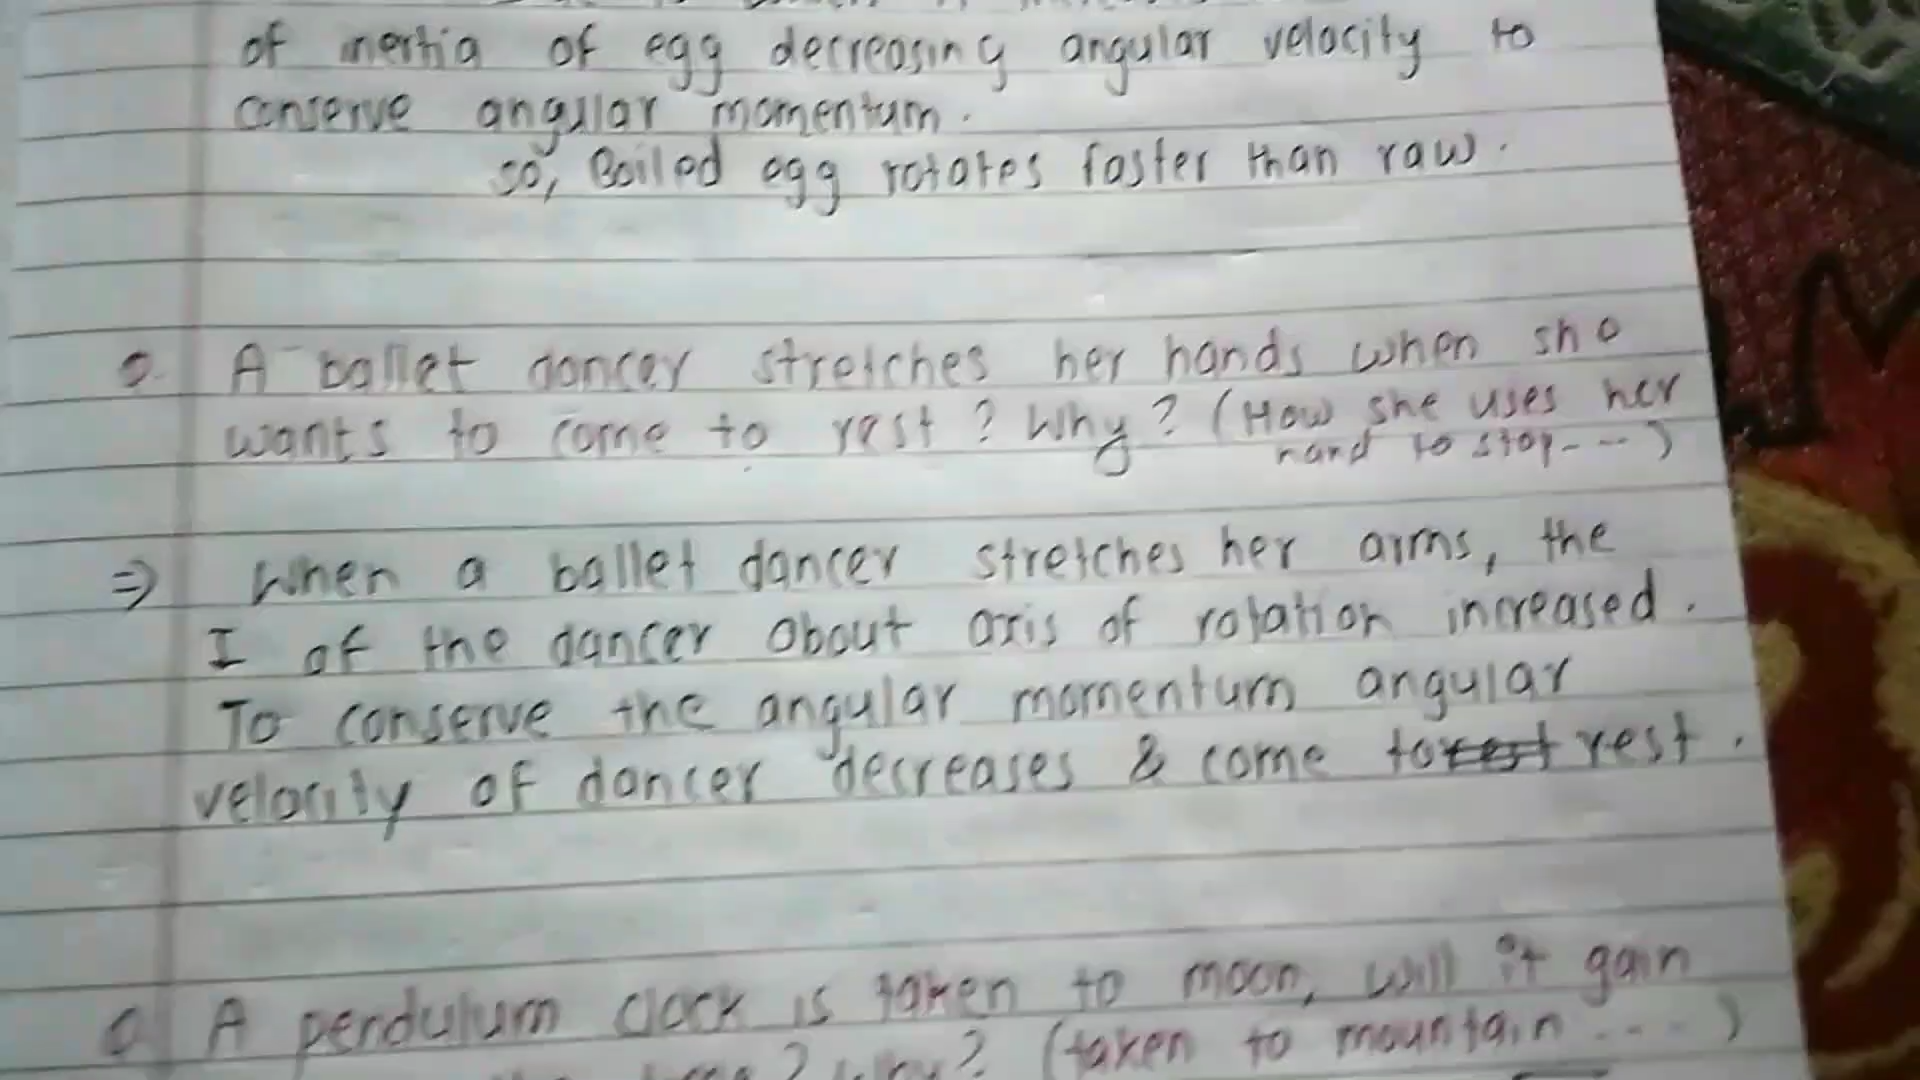 of inertia of egg decreasing angular velocity to
conserve angular momentum.
so, Boiled egg rotates faster than raw.
Q. A ballet dancer stretches her hands when she
wants to come to rest ? Why ? (How she uses her
hand to stop- --)
⇒ When a ballet dancer stretches her arms, the
I of the dancer about axis of rotation increased.
To conserve the angular momentum angular
velocity of dancer decreases & come to rest rest.
Q A pendulum clock is taken to moon, will it gain
time? Why? (taken to mountain ....)